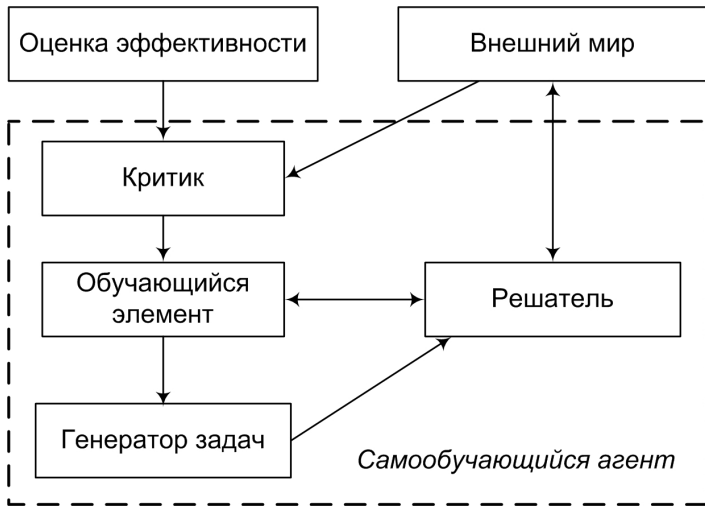 Оценка эффективности
Внешний мир
Критик
Обучающийся
элемент
Решатель
Генератор задач
Самообучающийся агент